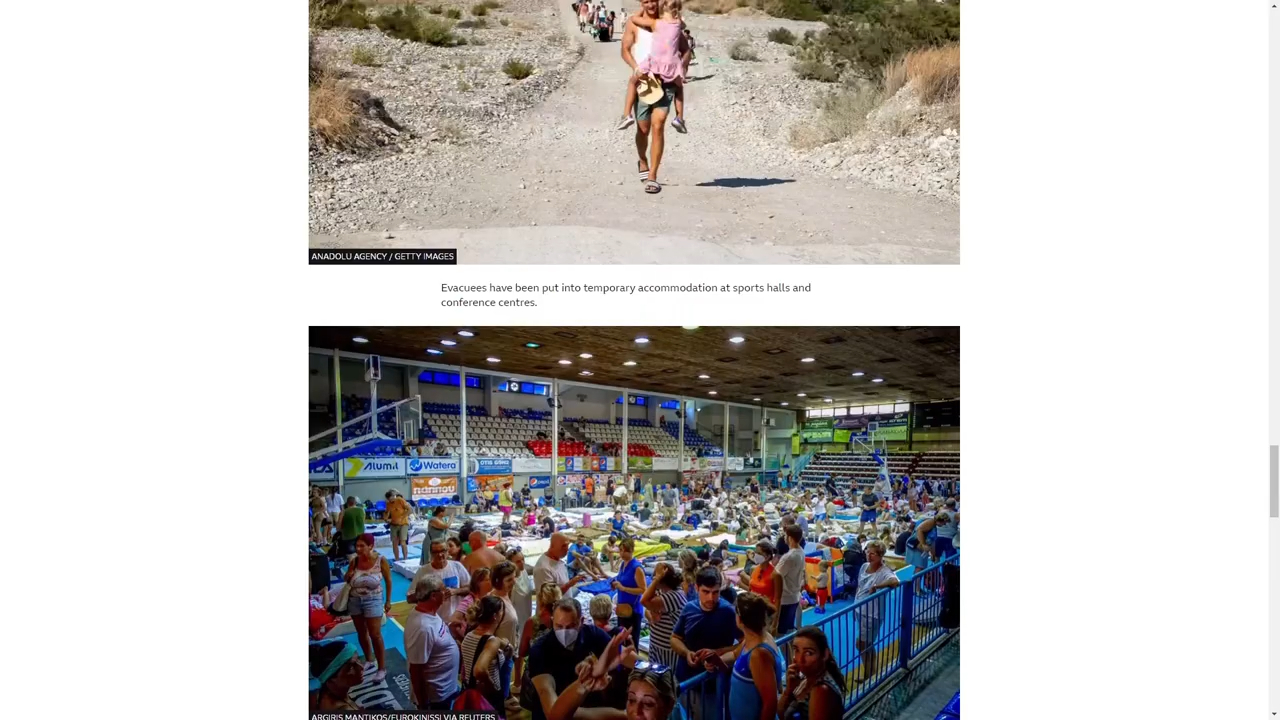 ANADOLU AGENCY / GETTY IMAGES
Evacuees have been put into temporary accommodation at sports halls and
conference centres.
Alumil
Watera
ARGIRIS MANTIKOS/EUROKINISSI VIA REUTERS